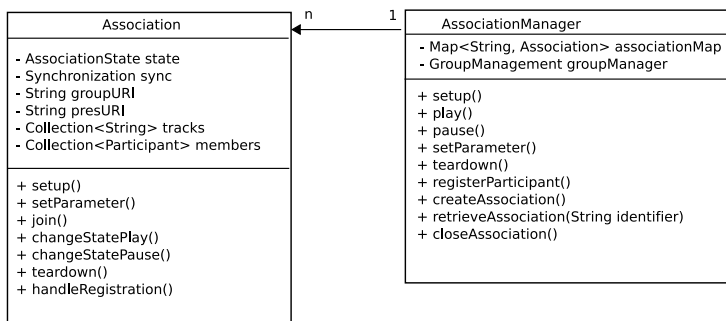 Association
- AssociationState state
- Synchronization sync
- String groupURI
- String presURI
- Collection<String> tracks
- Collection<Participant> members
+ setup()
+ setParameter()
+ join()
+ changeStatePlay()
+ changeStatePause()
+ teardown()
+ handleRegistration()
n
1
AssociationManager
- Map<String, Association> associationMap
- GroupManagement groupManager
+ setup()
+ play()
+ pause()
+ setParameter()
+ teardown()
+ registerParticipant()
+ createAssociation()
+ retrieveAssociation(String identifier)
+ closeAssociation()